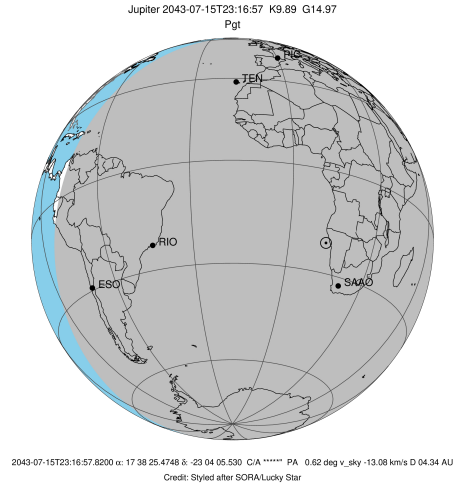 Jupiter 2043-07-15T23:16:57 K9.89 G14.97
Pgt
PIC
TEN
RIO
ESO
SAAO
2043-07-15T23:16:57.8200 α: 17 38 25.4748 δ: -23 04 05.530 C/A *****" PA 0.62 deg v_sky -13.08 km/s D 04.34 AU
Credit: Styled after SORA/Lucky Star